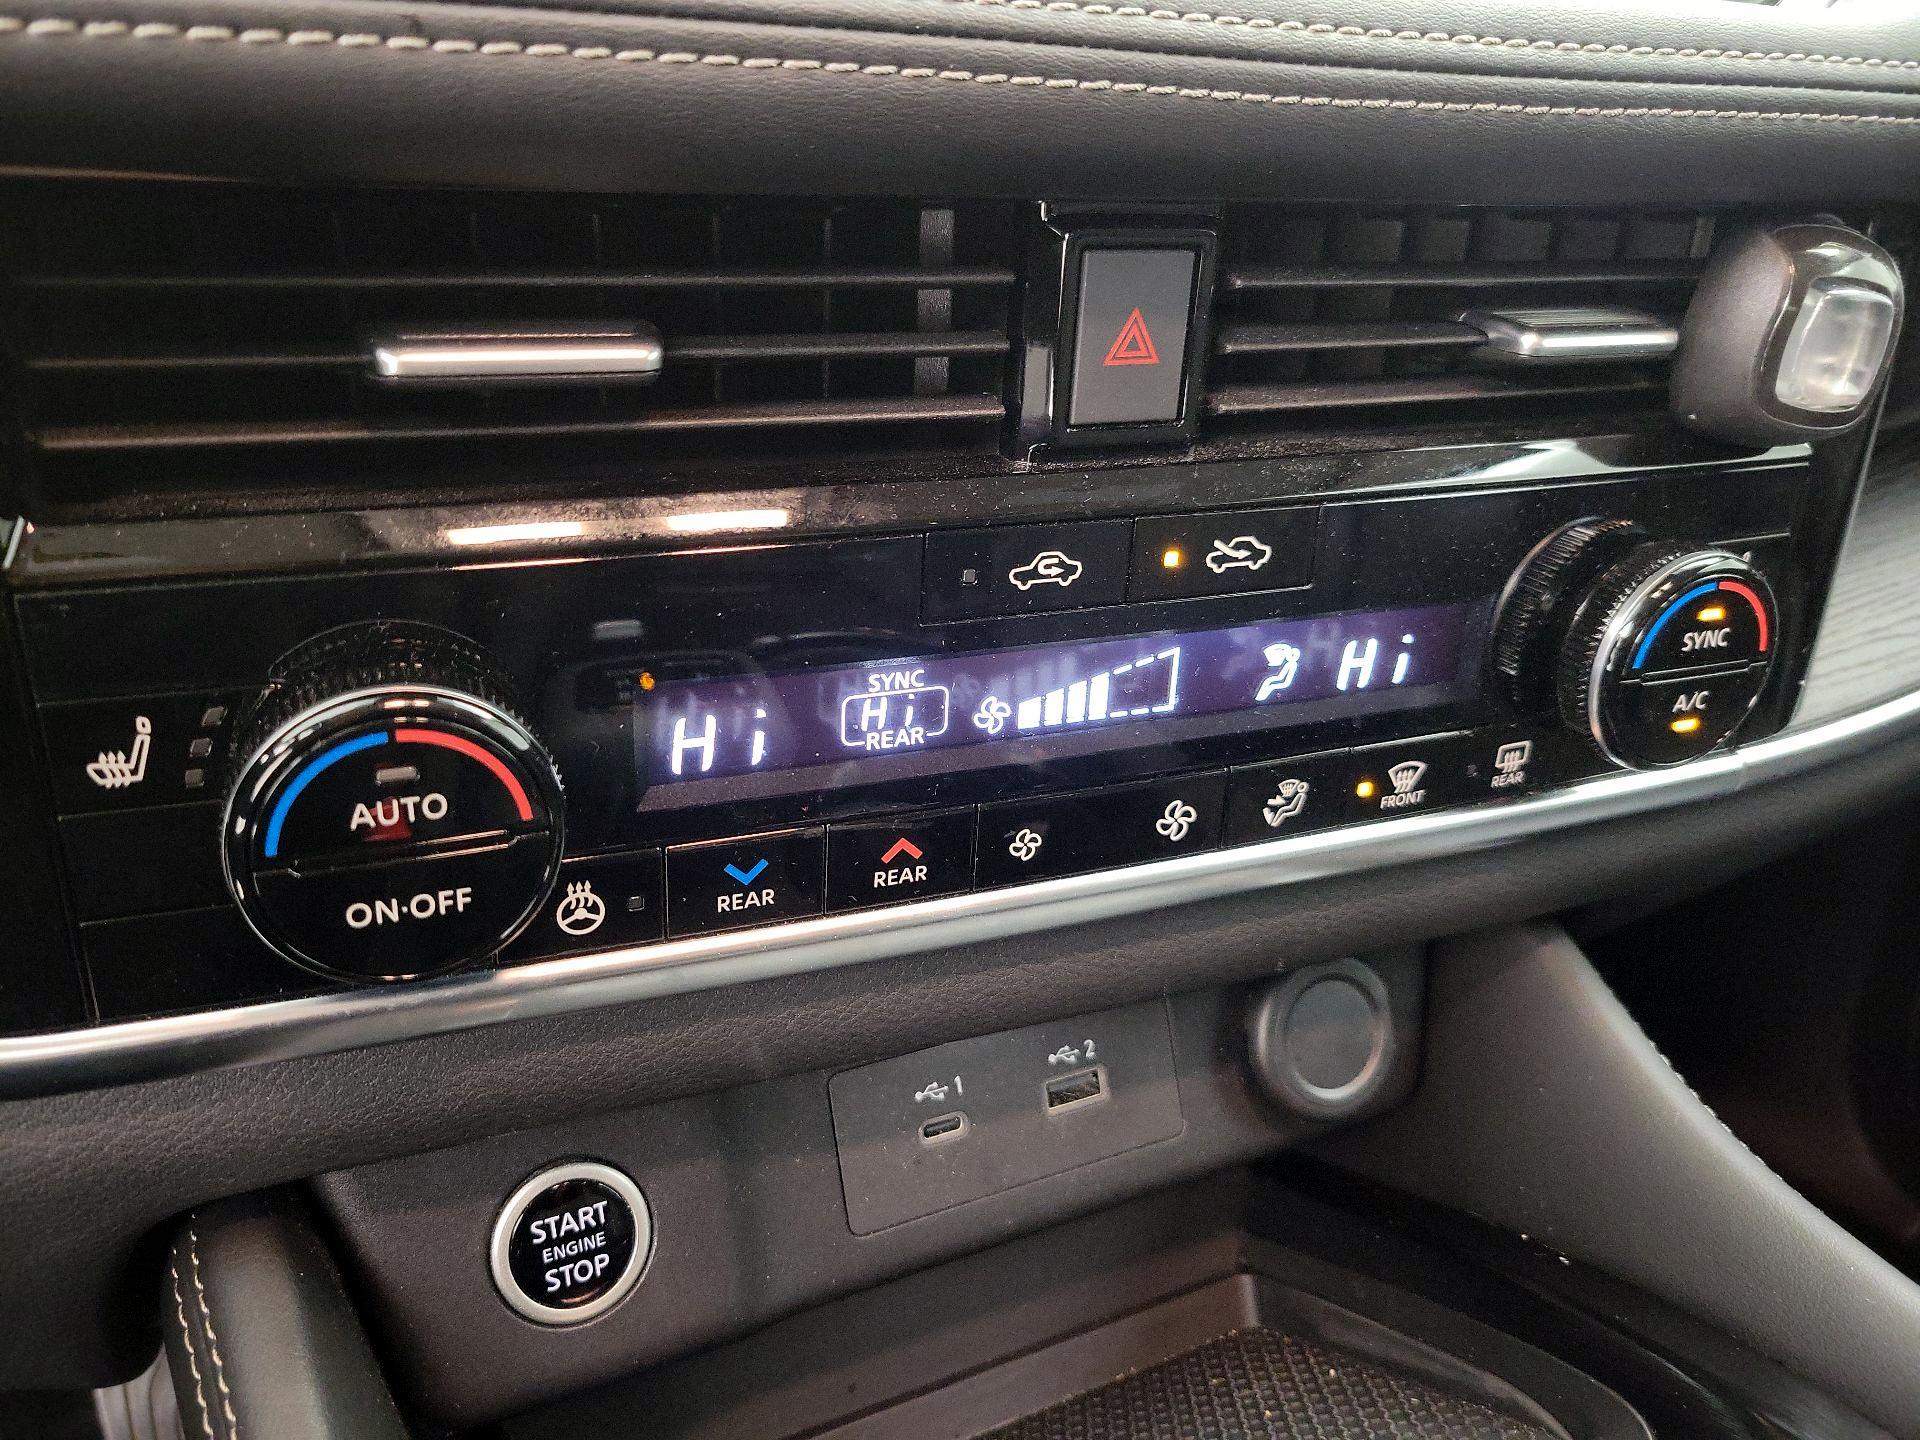 SYNC
A/C
Hi
SYNC
Hi
REAR
Hi
AUTO
ON·OFF
REAR
REAR
FRONT
REAR
1
2
START
ENGINE
STOP